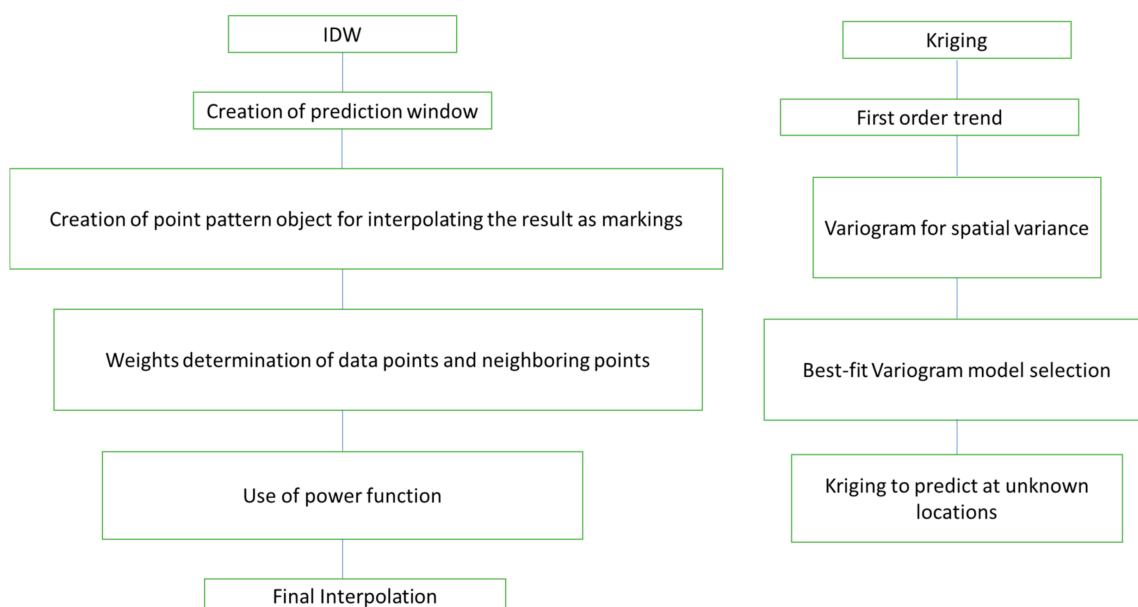 IDW
Creation of prediction window
Creation of point pattern object for interpolating the result as markings
Weights determination of data points and neighboring points
Use of power function
Final Interpolation
Kriging
First order trend
Variogram for spatial variance
Best-fit Variogram model selection
Kriging to predict at unknown
locations